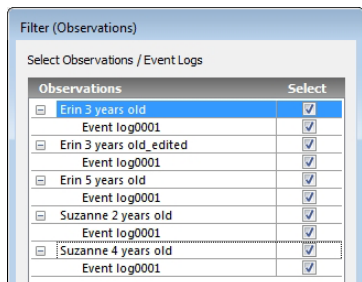 Filter (Observations)
Select Observations / Event Logs
Observations Select
Erin 3 years old
Event log0001
Erin 3 years old_edited
Event log0001
Erin 5 years old
Event log0001
Suzanne 2 years old
Event log0001
Suzanne 4 years old
Event log0001